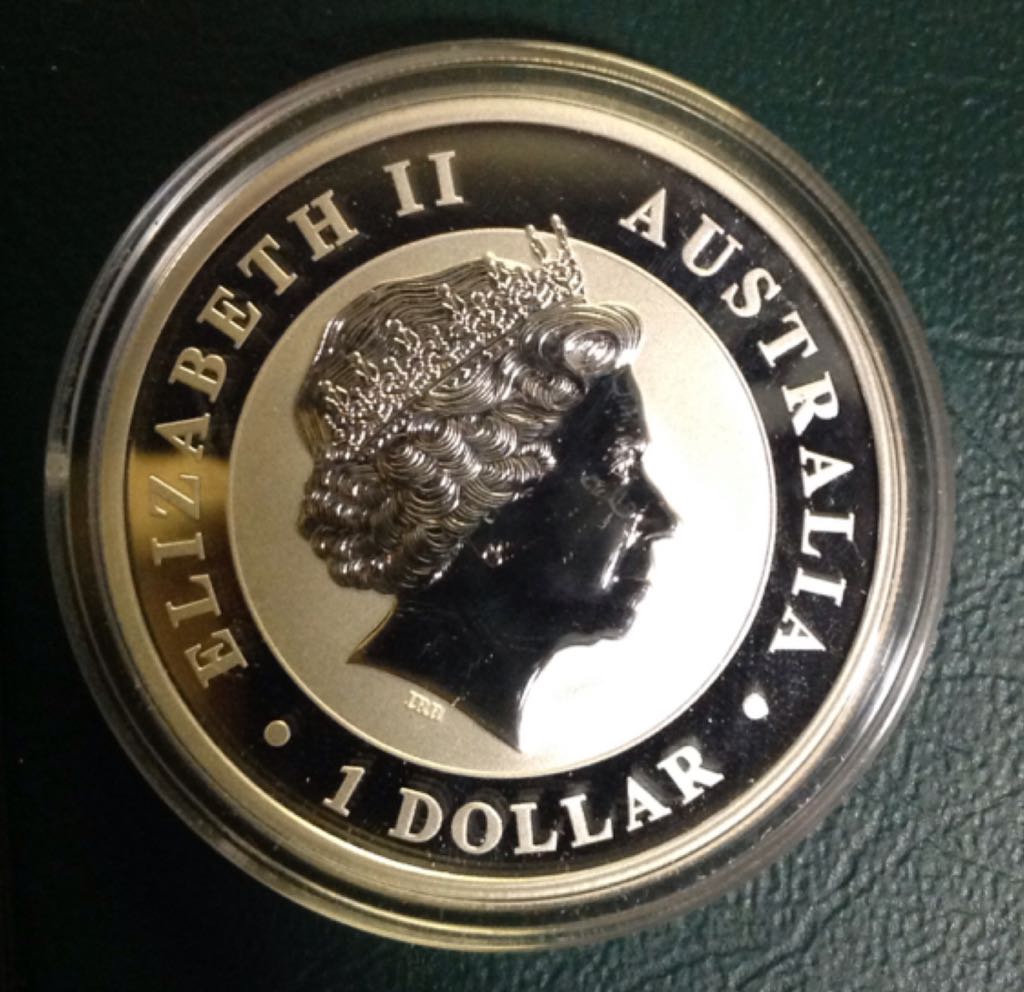 ELIZABETH II
AUSTRALIA
1 DOLLAR
IRB